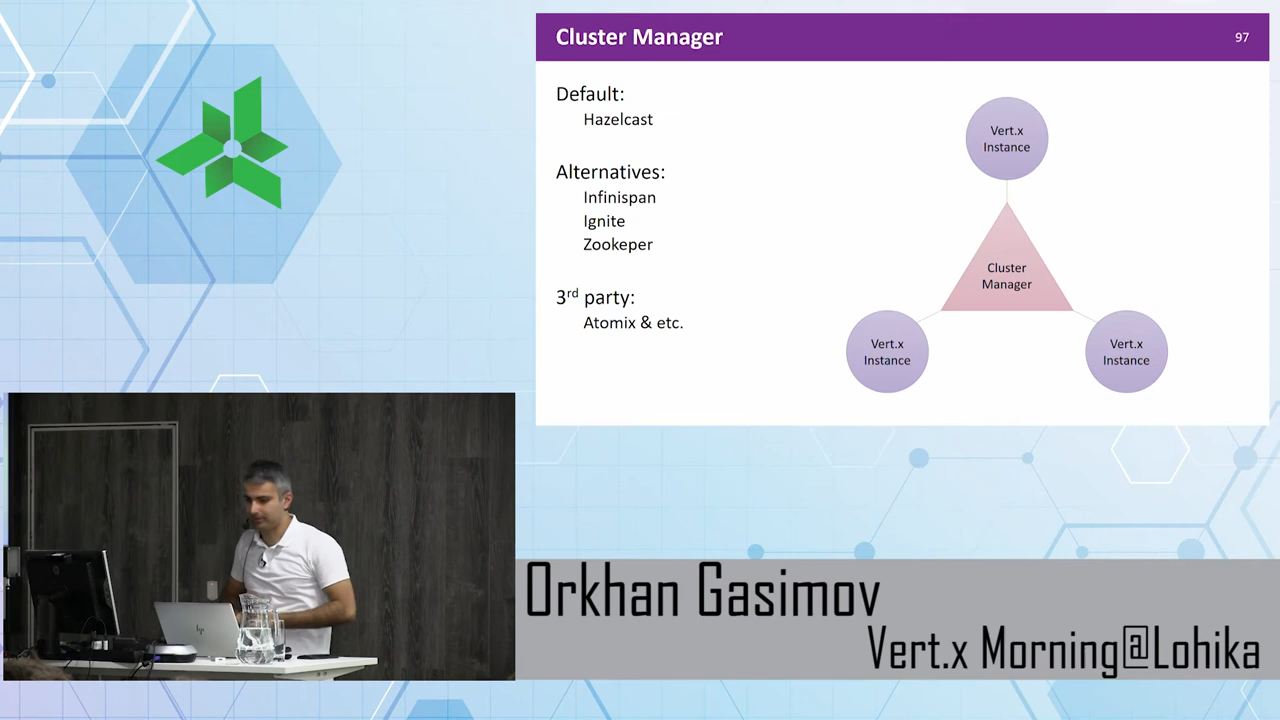 Cluster Manager
97
Default:
Hazelcast
Alternatives:
Infinispan
Ignite
Zookeper
3rd party:
Atomix & etc.
Vert.x
Instance
Cluster
Manager
Vert.x
Instance
Vert.x
Instance
hp
Orkhan Gasimov
Vert.x Morning@Lohika